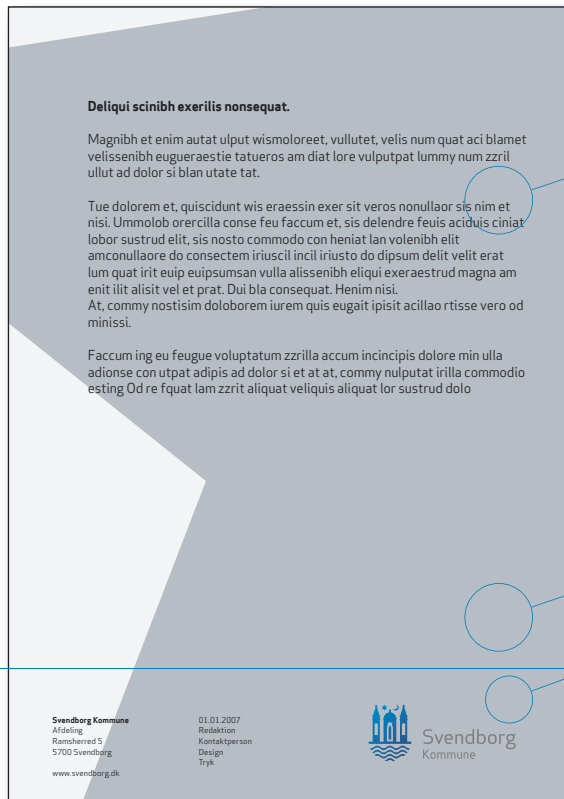 Deliqui scinibh exerilis nonsequat.
Magnibh et enim autat ulput wismoloreet, vullutet, velis num quat aci blamet
velissenibh eugueraestie tatueros am diat lore vulputpat lummy num zzril
ullut ad dolor si blan utate tat.
Tue dolorem et, quiscidunt wis eraessin exer sit veros nonullaor sis nim et
nisi. Ummolob orercilla conse feu faccum et, sis delendre feuis aciduis ciniat
lobor sustrud elit, sis nosto commodo con heniat lan volenibh elit
amconullaore do consectem iriuscil incil iriusto do dipsum delit velit erat
lum quat irit euip euipsumsan vulla alissenibh eliqui exeraestrud magna am
enit ilit alisit vel et prat. Dui bla consequat. Henim nisi.
At, commy nostisim doloborem iurem quis eugait ipisit acillao rtisse vero od
minissi.
Faccum ing eu feugue voluptatum zzrilla accum incincipis dolore min ulla
adionse con utpat adipis ad dolor si et at at, commy nulputat irilla commodio
esting Od re fquat lam zzrit aliquat veliquis aliquat lor sustrud dolo
Svendborg Kommune
Afdeling
Ramsherred 5
5700 Svendborg
www.svendborg.dk
01.01.2007
Redaktion
Kontaktperson
Design
Tryk
Svendborg
Kommune